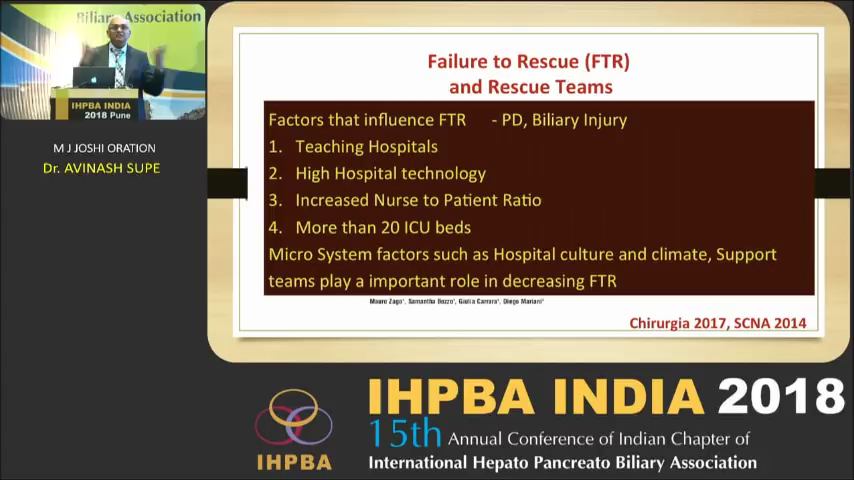 Biliary Association
IHPBA INDIA
2018 Pune
M J JOSHI ORATION
Dr. AVINASH SUPE
Failure to Rescue (FTR)
and Rescue Teams
Factors that influence FTR - PD, Biliary Injury
1. Teaching Hospitals
2. High Hospital technology
3. Increased Nurse to Patient Ratio
4. More than 20 ICU beds
Micro System factors such as Hospital culture and climate, Support
teams play a important role in decreasing FTR
Mauro Zago, Samantha Bozzo, Giulia Carrara, Diego Mariani
Chirurgia 2017, SCNA 2014
IHPBA
IHPBA INDIA 2018
15th Annual Conference of Indian Chapter of
International Hepato Pancreato Biliary Association